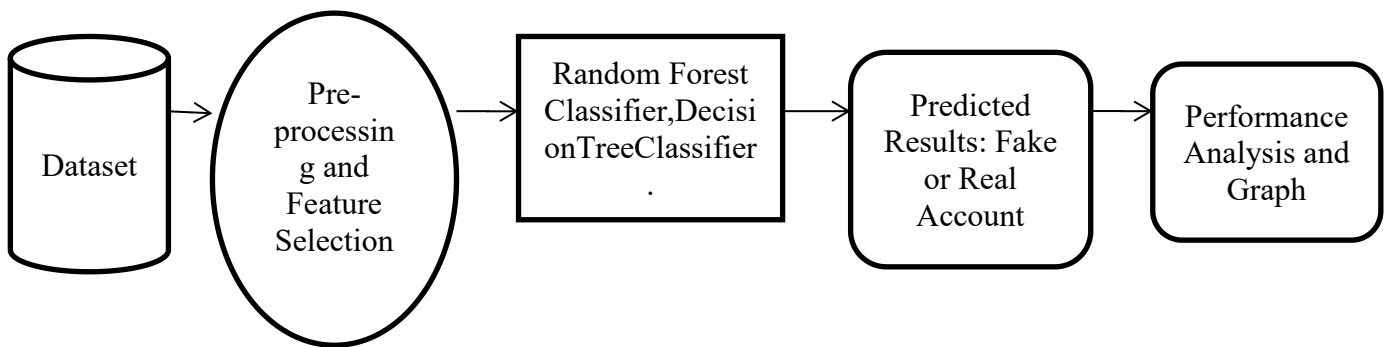 Dataset
Pre-
processin
g and
Feature
Selection
Random Forest
Classifier,Decisi
onTreeClassifier
.
Predicted
Results: Fake
or Real
Account
Performance
Analysis and
Graph